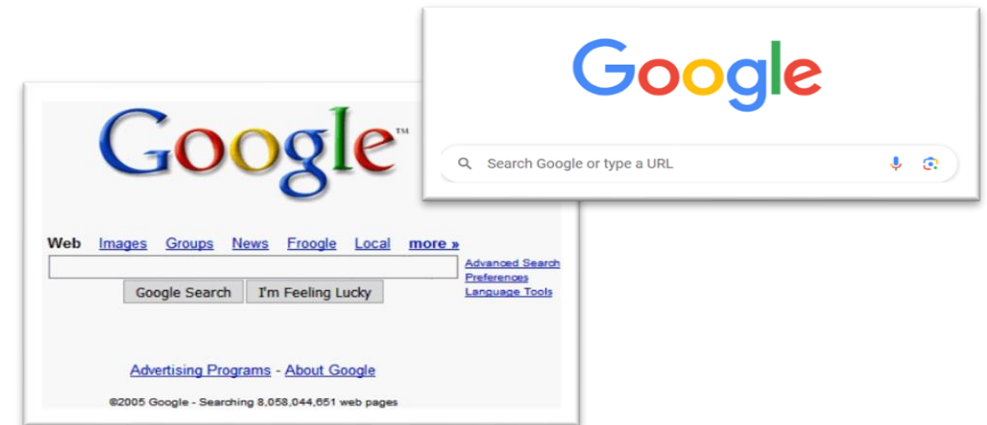 Google
Search Google or type a URL
Google™
Web Images Groups News Froogle Local more »
Advanced Search
Preferences
Language Tools
Google Search I'm Feeling Lucky
Advertising Programs - About Google
©2005 Google - Searching 8,058,044,651 web pages